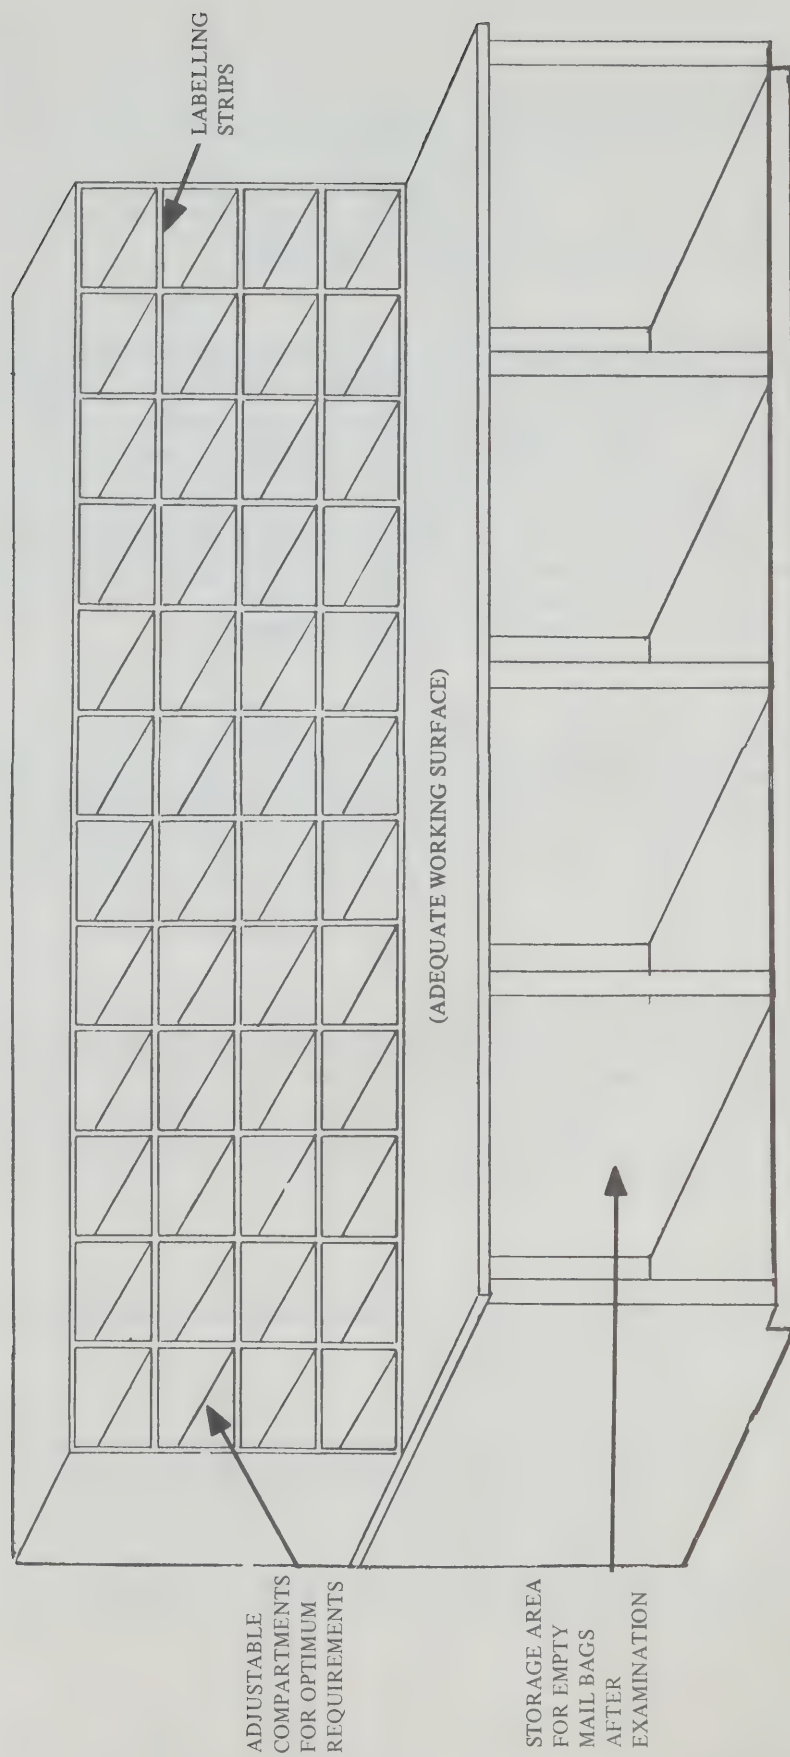 LABELLING
STRIPS
ADJUSTABLE
COMPARTMENTS
FOR OPTIMUM
REQUIREMENTS
(ADEQUATE WORKING SURFACE)
STORAGE AREA
FOR EMPTY
MAIL BAGS
AFTER
EXAMINATION